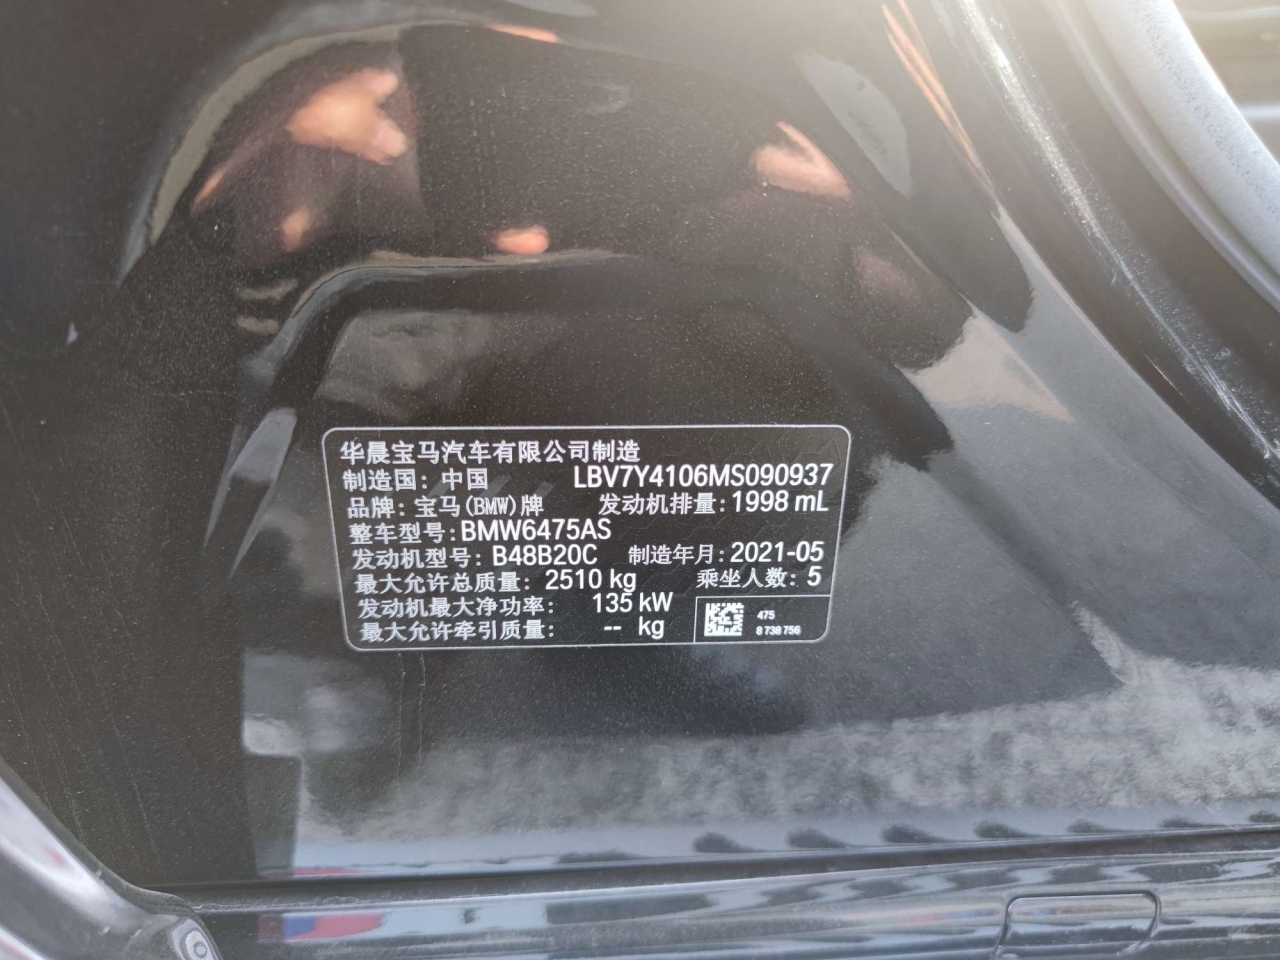 华晨宝马汽车有限公司制造
制造国: 中国 LBV7Y4106MS090937
品牌: 宝马(BMW)牌 发动机排量: 1998 mL
整车型号: BMW6475AS
发动机型号: B48B20C 制造年月: 2021-05
最大允许总质量: 2510 kg 乘坐人数: 5
发动机最大净功率: 135 kW
最大允许牵引质量: -- kg
475
8 738 756